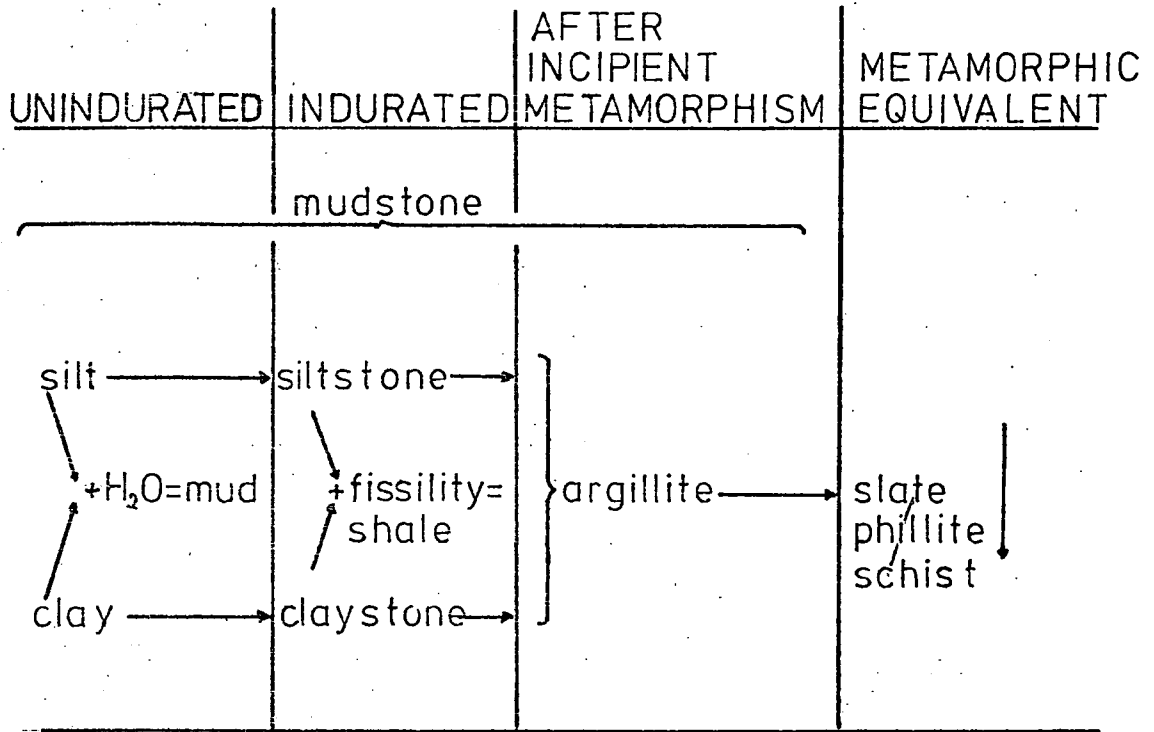 UNINDURATED
INDURATED
AFTER
INCIPIENT
METAMORPHISM
METAMORPHIC
EQUIVALENT
mudstone
silt
siltstone
+H₂O=mud
+fissility=
shale
argillite
slate
phillite
schist
clay
claystone